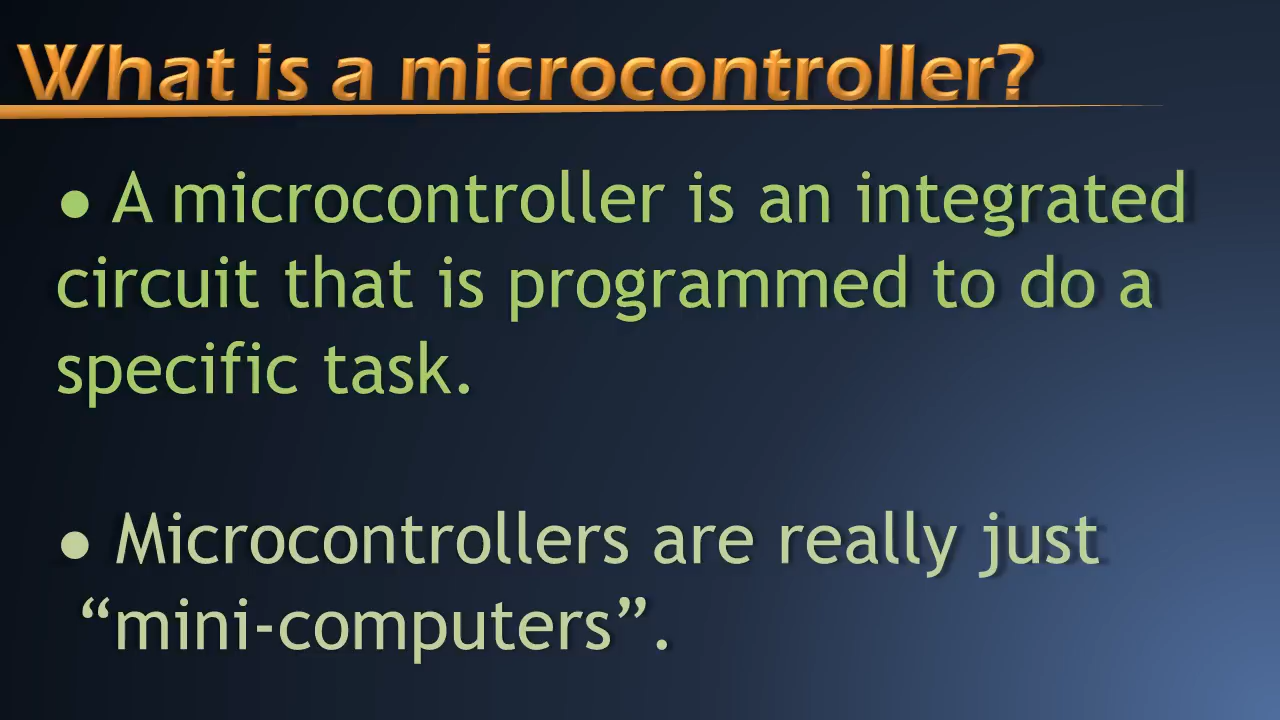 What is a microcontroller?
● A microcontroller is an integrated
circuit that is programmed to do a
specific task.
● Microcontrollers are really just
“mini-computers”.